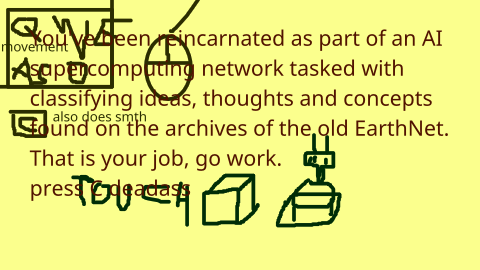 You've been reincarnated as part of an AI
supercomputing network tasked with
classifying ideas, thoughts and concepts
found on the archives of the old EarthNet.
That is your job, go work.
press C deadass
QWE
movement
ASD
also does smth
TOUCH